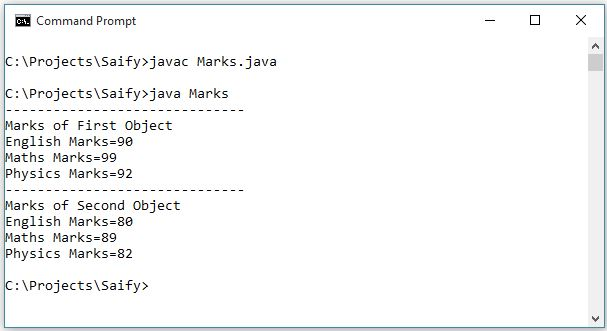 Command Prompt
C:\Projects\Saify>javac Marks.java
C:\Projects\Saify>java Marks
------------------------------
Marks of First Object
English Marks=90
Maths Marks=99
Physics Marks=92
------------------------------
Marks of Second Object
English Marks=80
Maths Marks=89
Physics Marks=82
C:\Projects\Saify>